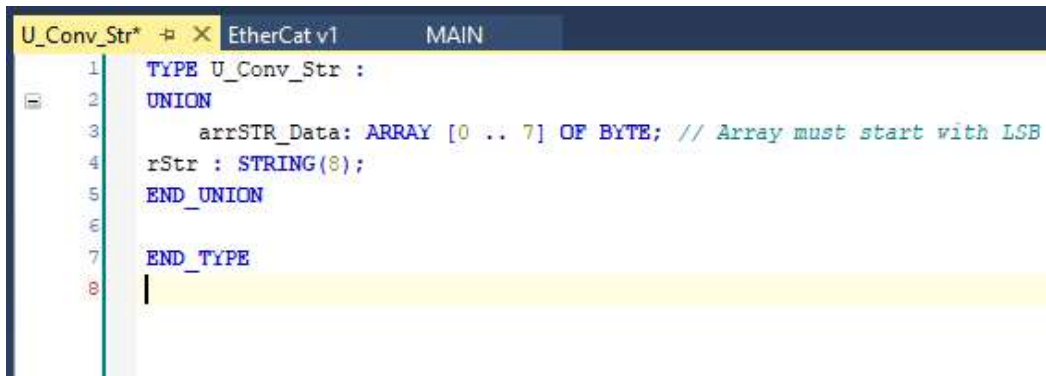 U_Conv_Str* EtherCat v1 MAIN
1 TYPE U_Conv_Str :
2 UNION
3 arrSTR_Data: ARRAY [0 .. 7] OF BYTE; // Array must start with LSB
4 rStr : STRING(8);
5 END_UNION
6
7 END_TYPE
8